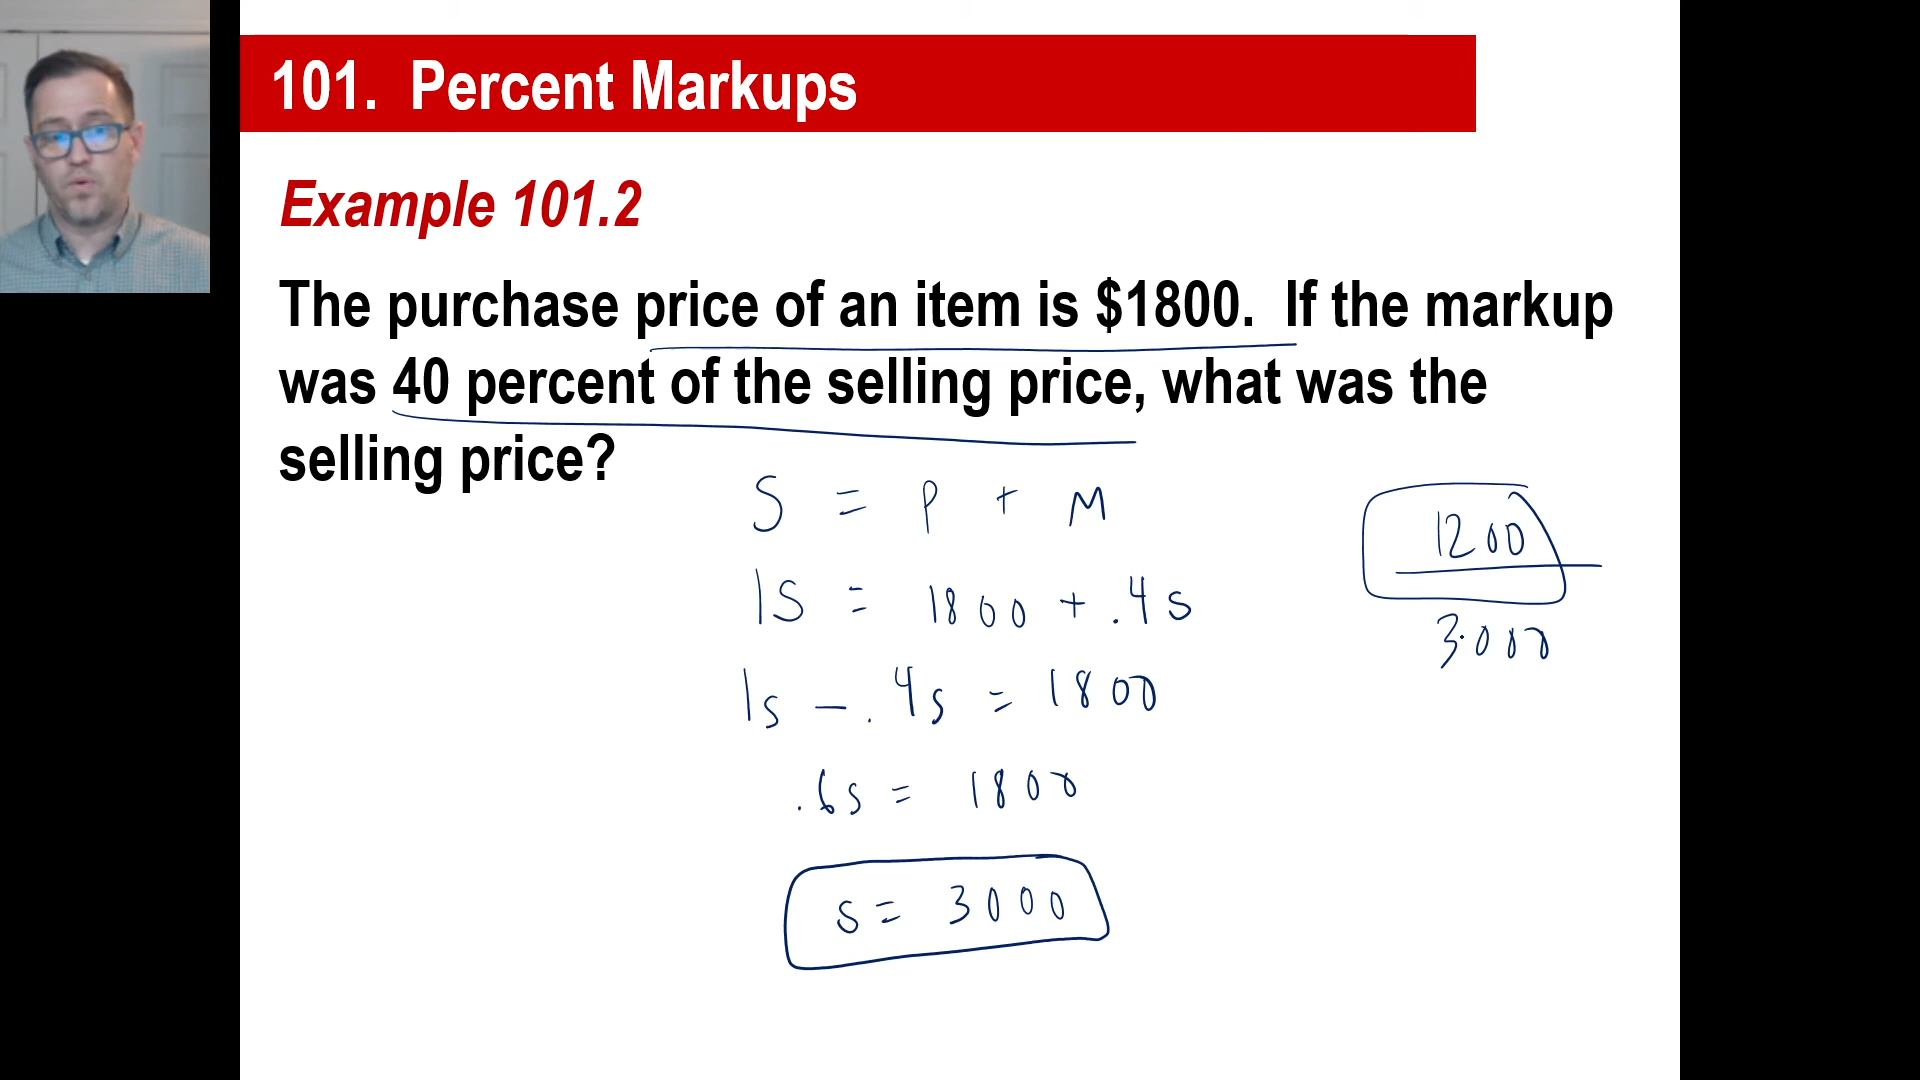 101. Percent Markups
Example 101.2
The purchase price of an item is $1800. If the markup
was 40 percent of the selling price, what was the
selling price?
S = P + M
1S = 1800 + .4s
1s - .4s = 1800
.6s = 1800
s = 3000
1200
3000